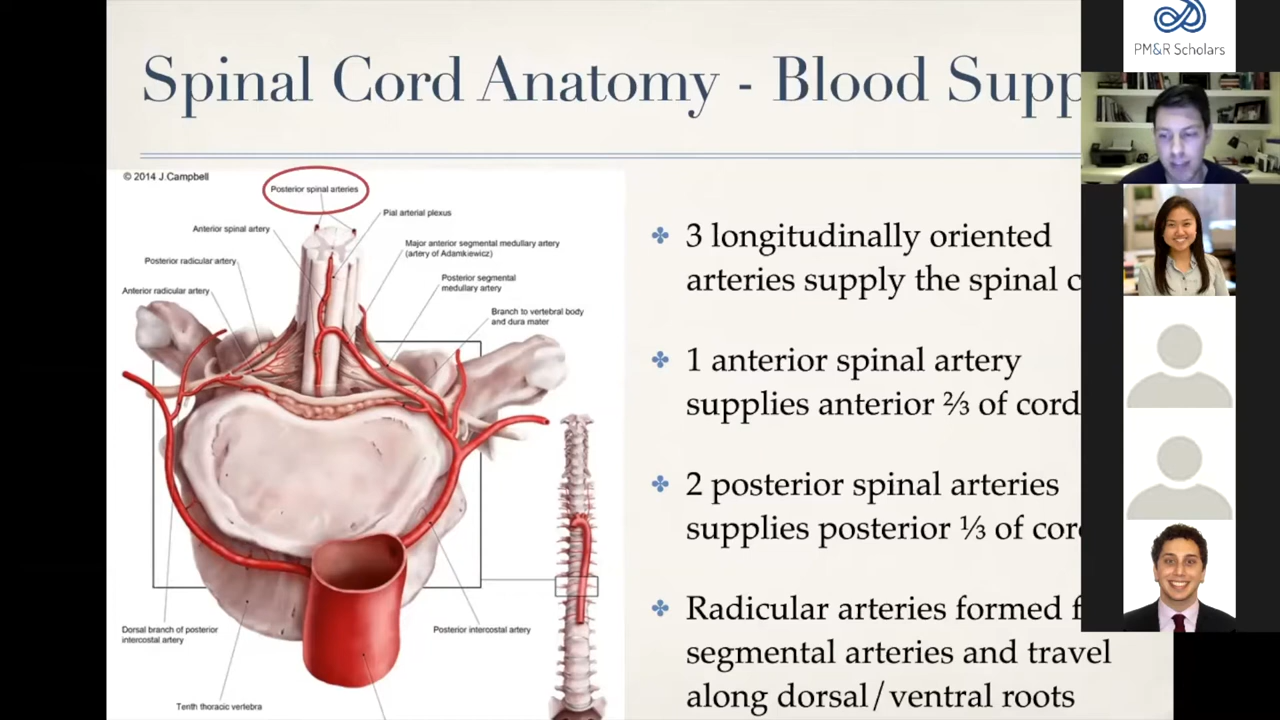 Spinal Cord Anatomy - Blood Supp
PM&R Scholars
© 2014 J.Campbell
Posterior spinal arteries
Pial arterial plexus
Anterior spinal artery
Major anterior segmental medullary artery
(artery of Adamkiewicz)
Posterior radicular artery
Posterior segmental
medullary artery
Anterior radicular artery
Branch to vertebral body
and dura mater
Dorsal branch of posterior
intercostal artery
Posterior intercostal artery
Tenth thoracic vertebra
3 longitudinally oriented
arteries supply the spinal c
1 anterior spinal artery
supplies anterior ⅔ of cord
2 posterior spinal arteries
supplies posterior ⅓ of cor
Radicular arteries formed f
segmental arteries and travel
along dorsal/ventral roots